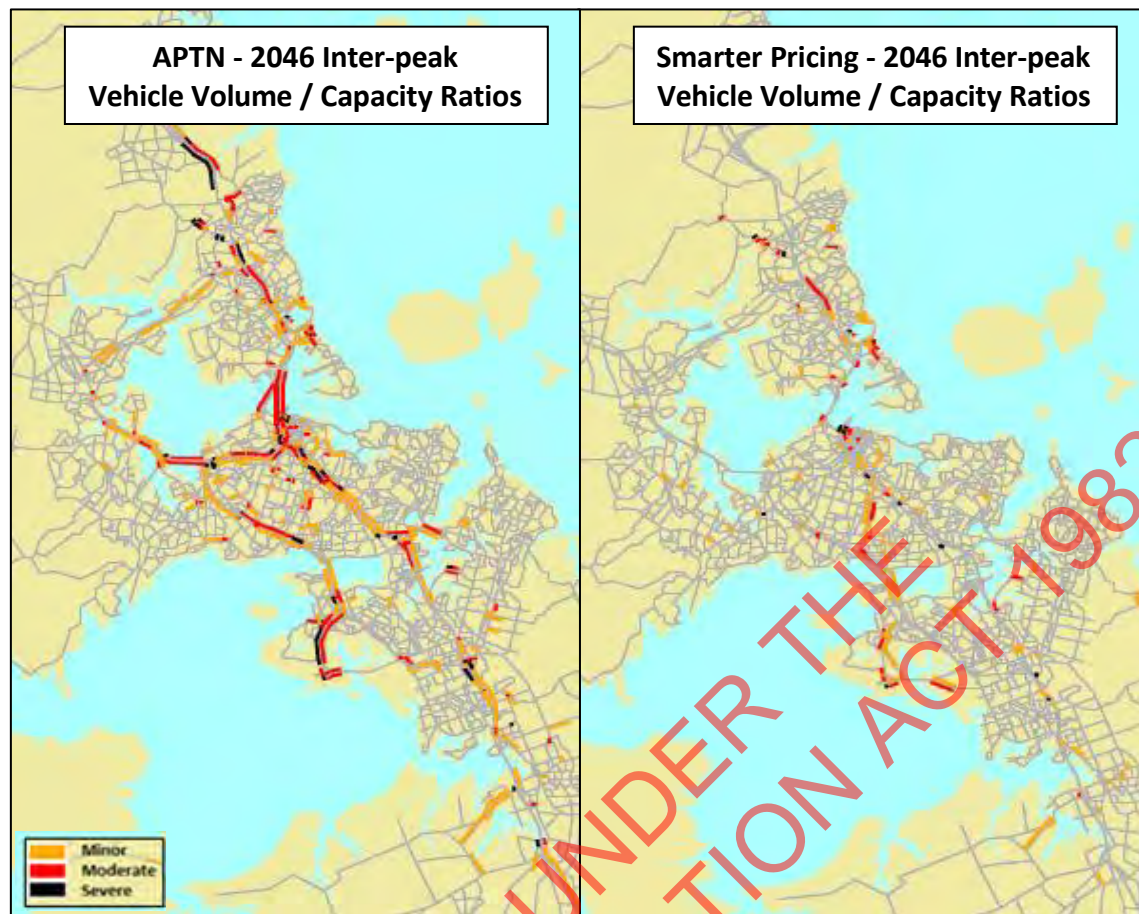 APTN - 2046 Inter-peak
Vehicle Volume / Capacity Ratios
Smarter Pricing - 2046 Inter-peak
Vehicle Volume / Capacity Ratios
Minor
Moderate
Severe
UNDER THE
TION ACT 1982